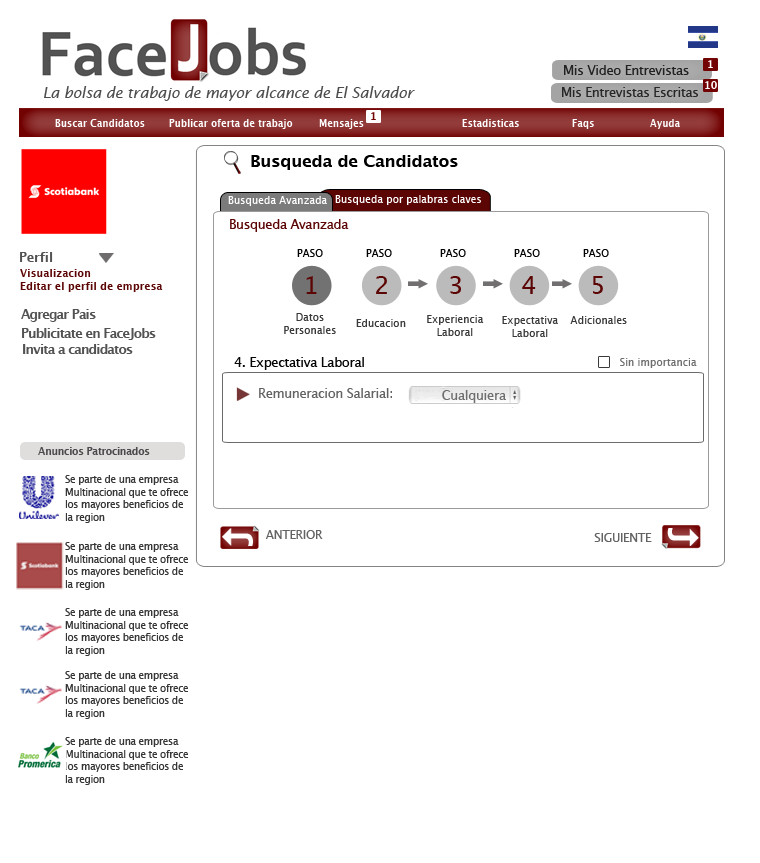 FaceJobs
La bolsa de trabajo de mayor alcance de El Salvador
Mis Video Entrevistas 1
Mis Entrevistas Escritas 10
Buscar Candidatos Publicar oferta de trabajo Mensajes 1 Estadisticas Faqs Ayuda
Scotiabank
Perfil
Visualizacion
Editar el perfil de empresa
Agregar Pais
Publicitate en FaceJobs
Invita a candidatos
Anuncios Patrocinados
Unilever
Se parte de una empresa
Multinacional que te ofrece
los mayores beneficios de
la region
Scotiabank
Se parte de una empresa
Multinacional que te ofrece
los mayores beneficios de
la region
TACA
Se parte de una empresa
Multinacional que te ofrece
los mayores beneficios de
la region
TACA
Se parte de una empresa
Multinacional que te ofrece
los mayores beneficios de
la region
Banco
Promerica
Se parte de una empresa
Multinacional que te ofrece
los mayores beneficios de
la region
Busqueda de Candidatos
Busqueda Avanzada Busqueda por palabras claves
Busqueda Avanzada
PASO PASO PASO PASO PASO
1 2 3 4 5
Datos
Personales
Educacion
Experiencia
Laboral
Expectativa
Laboral
Adicionales
4. Expectativa Laboral Sin importancia
Remuneracion Salarial: Cualquiera
ANTERIOR SIGUIENTE